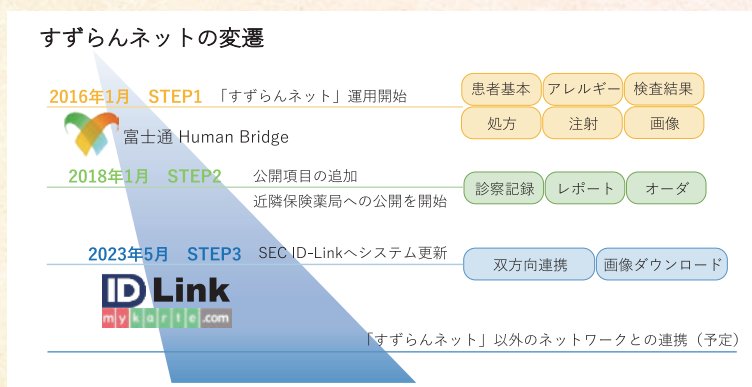 すずらんネットの変遷
2016年1月 STEP1 「すずらんネット」運用開始
患者基本 アレルギー 検査結果
処方 注射 画像
富士通 Human Bridge
2018年1月 STEP2 公開項目の追加
近隣保険薬局への公開を開始
診察記録 レポート オーダ
2023年5月 STEP3 SEC ID-Linkへシステム更新
双方向連携 画像ダウンロード
ID Link
mykarte.com
「すずらんネット」以外のネットワークとの連携（予定）